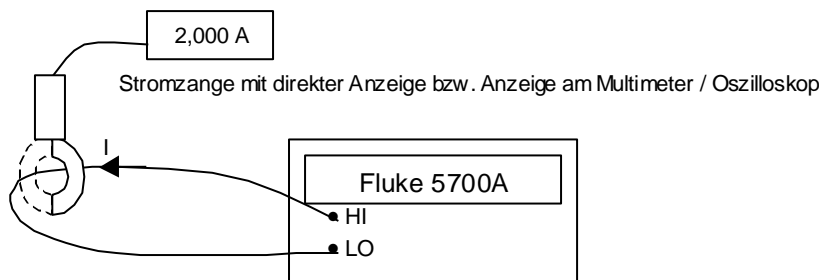 2,000 A
Stromzange mit direkter Anzeige bzw. Anzeige am Multimeter / Oszilloskop
I
Fluke 5700A
HI
LO